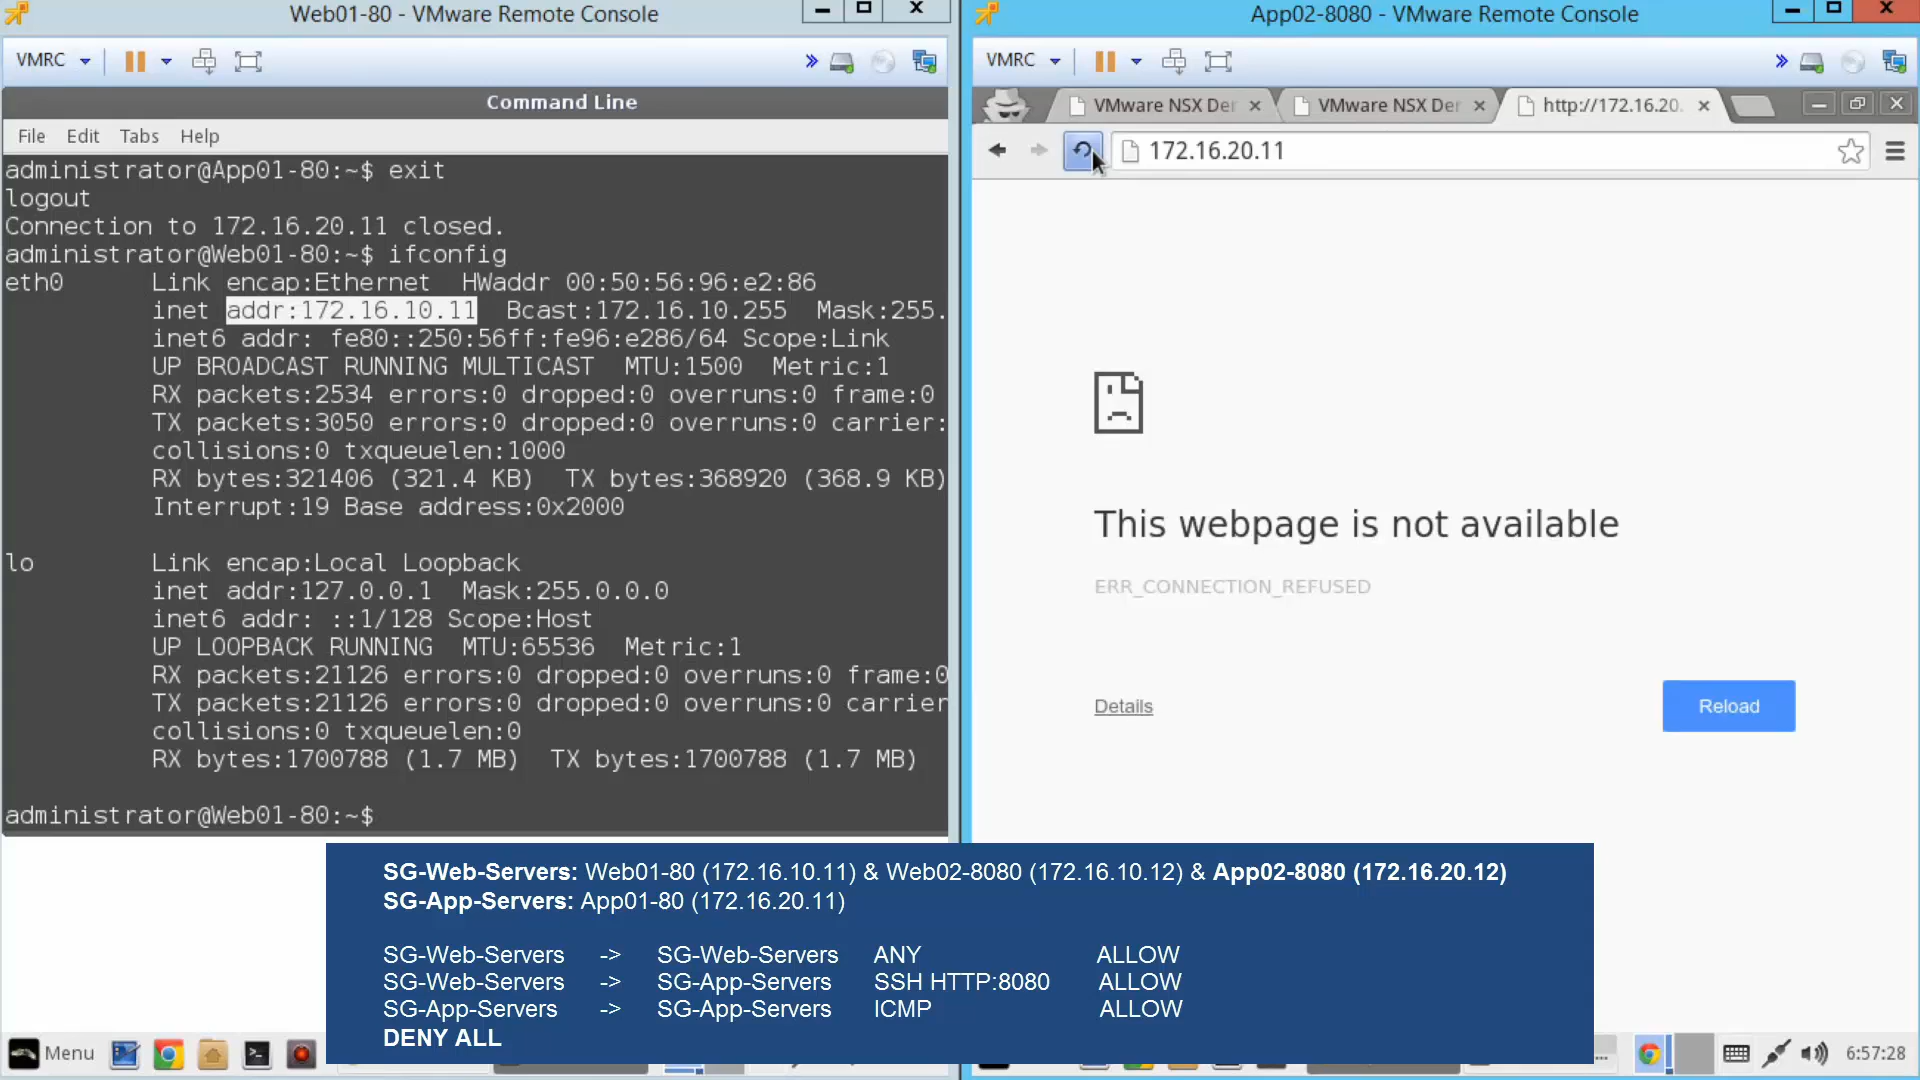 Web01-80 - VMware Remote Console
VMRC
Command Line
File Edit Tabs Help
administrator@App01-80:~$ exit
logout
Connection to 172.16.20.11 closed.
administrator@Web01-80:~$ ifconfig
eth0 Link encap:Ethernet HWaddr 00:50:56:96:e2:86
inet addr:172.16.10.11 Bcast:172.16.10.255 Mask:255.
inet6 addr: fe80::250:56ff:fe96:e286/64 Scope:Link
UP BROADCAST RUNNING MULTICAST MTU:1500 Metric:1
RX packets:2534 errors:0 dropped:0 overruns:0 frame:0
TX packets:3050 errors:0 dropped:0 overruns:0 carrier:
collisions:0 txqueuelen:1000
RX bytes:321406 (321.4 KB) TX bytes:368920 (368.9 KB)
Interrupt:19 Base address:0x2000
lo Link encap:Local Loopback
inet addr:127.0.0.1 Mask:255.0.0.0
inet6 addr: ::1/128 Scope:Host
UP LOOPBACK RUNNING MTU:65536 Metric:1
RX packets:21126 errors:0 dropped:0 overruns:0 frame:0
TX packets:21126 errors:0 dropped:0 overruns:0 carrier
collisions:0 txqueuelen:0
RX bytes:1700788 (1.7 MB) TX bytes:1700788 (1.7 MB)
administrator@Web01-80:~$
App02-8080 - VMware Remote Console
VMRC
VMware NSX Der
VMware NSX Der
http://172.16.20.
172.16.20.11
This webpage is not available
ERR_CONNECTION_REFUSED
Details
Reload
SG-Web-Servers: Web01-80 (172.16.10.11) & Web02-8080 (172.16.10.12) & App02-8080 (172.16.20.12)
SG-App-Servers: App01-80 (172.16.20.11)
SG-Web-Servers -> SG-Web-Servers ANY ALLOW
SG-Web-Servers -> SG-App-Servers SSH HTTP:8080 ALLOW
SG-App-Servers -> SG-App-Servers ICMP ALLOW
DENY ALL
Menu
6:57:28